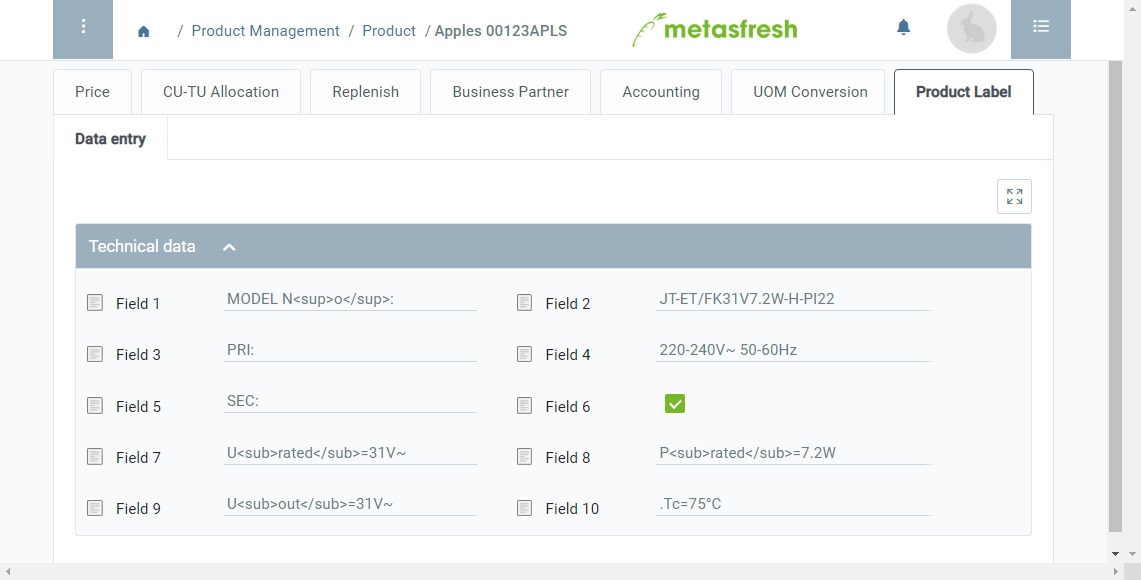 / Product Management / Product / Apples 00123APLS
metasfresh
Price CU-TU Allocation Replenish Business Partner Accounting UOM Conversion Product Label
Data entry
Technical data
Field 1 MODEL N<sup>o</sup>: Field 2 JT-ET/FK31V7.2W-H-PI22
Field 3 PRI: Field 4 220-240V~ 50-60Hz
Field 5 SEC: Field 6
Field 7 U<sub>rated</sub>=31V~ Field 8 P<sub>rated</sub>=7.2W
Field 9 U<sub>out</sub>=31V~ Field 10 .Tc=75°C